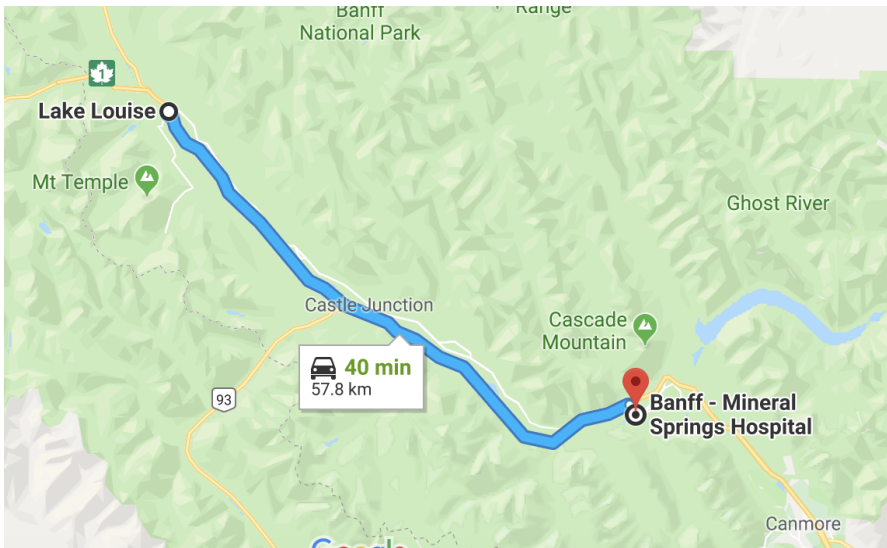 Banff
National Park
Range
1
Lake Louise
Mt Temple
Ghost River
Castle Junction
Cascade
Mountain
40 min
57.8 km
93
Banff - Mineral
Springs Hospital
Canmore
Google